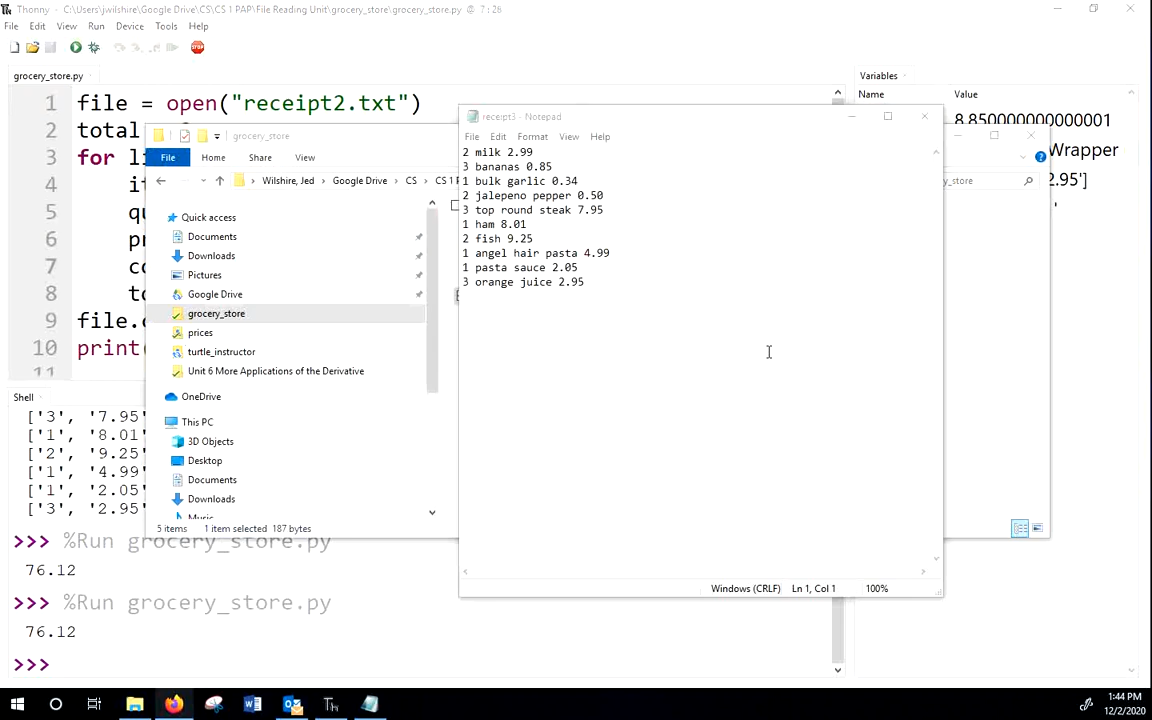 Thonny - C:\Users\jwilshire\Google Drive\CS\CS 1 PAP\File Reading Unit\grocery_store\grocery_store.py @ 7:26
File Edit View Run Device Tools Help
STOP
grocery_store.py
1 file = open("receipt2.txt")
2 total
3 for li
4 it
5 qu
6 pr
7 co
8 to
9 file.c
10 print(
11
Variables
Name Value
8.850000000000001
Wrapper
2.95']
'
grocery_store
File Home Share View
Wilshire, Jed Google Drive CS CS 1 P
y_store
Quick access
Documents
Downloads
Pictures
Google Drive
grocery_store
prices
turtle_instructor
Unit 6 More Applications of the Derivative
OneDrive
This PC
3D Objects
Desktop
Documents
Downloads
Music
5 items 1 item selected 187 bytes
receipt3 - Notepad
File Edit Format View Help
2 milk 2.99
3 bananas 0.85
1 bulk garlic 0.34
2 jalepeno pepper 0.50
3 top round steak 7.95
1 ham 8.01
2 fish 9.25
1 angel hair pasta 4.99
1 pasta sauce 2.05
3 orange juice 2.95
Windows (CRLF) Ln 1, Col 1 100%
Shell
['3', '7.95'
['1', '8.01'
['2', '9.25'
['1', '4.99'
['1', '2.05'
['3', '2.95'
>>> %Run grocery_store.py
76.12
>>> %Run grocery_store.py
76.12
>>>
1:44 PM
12/2/2020